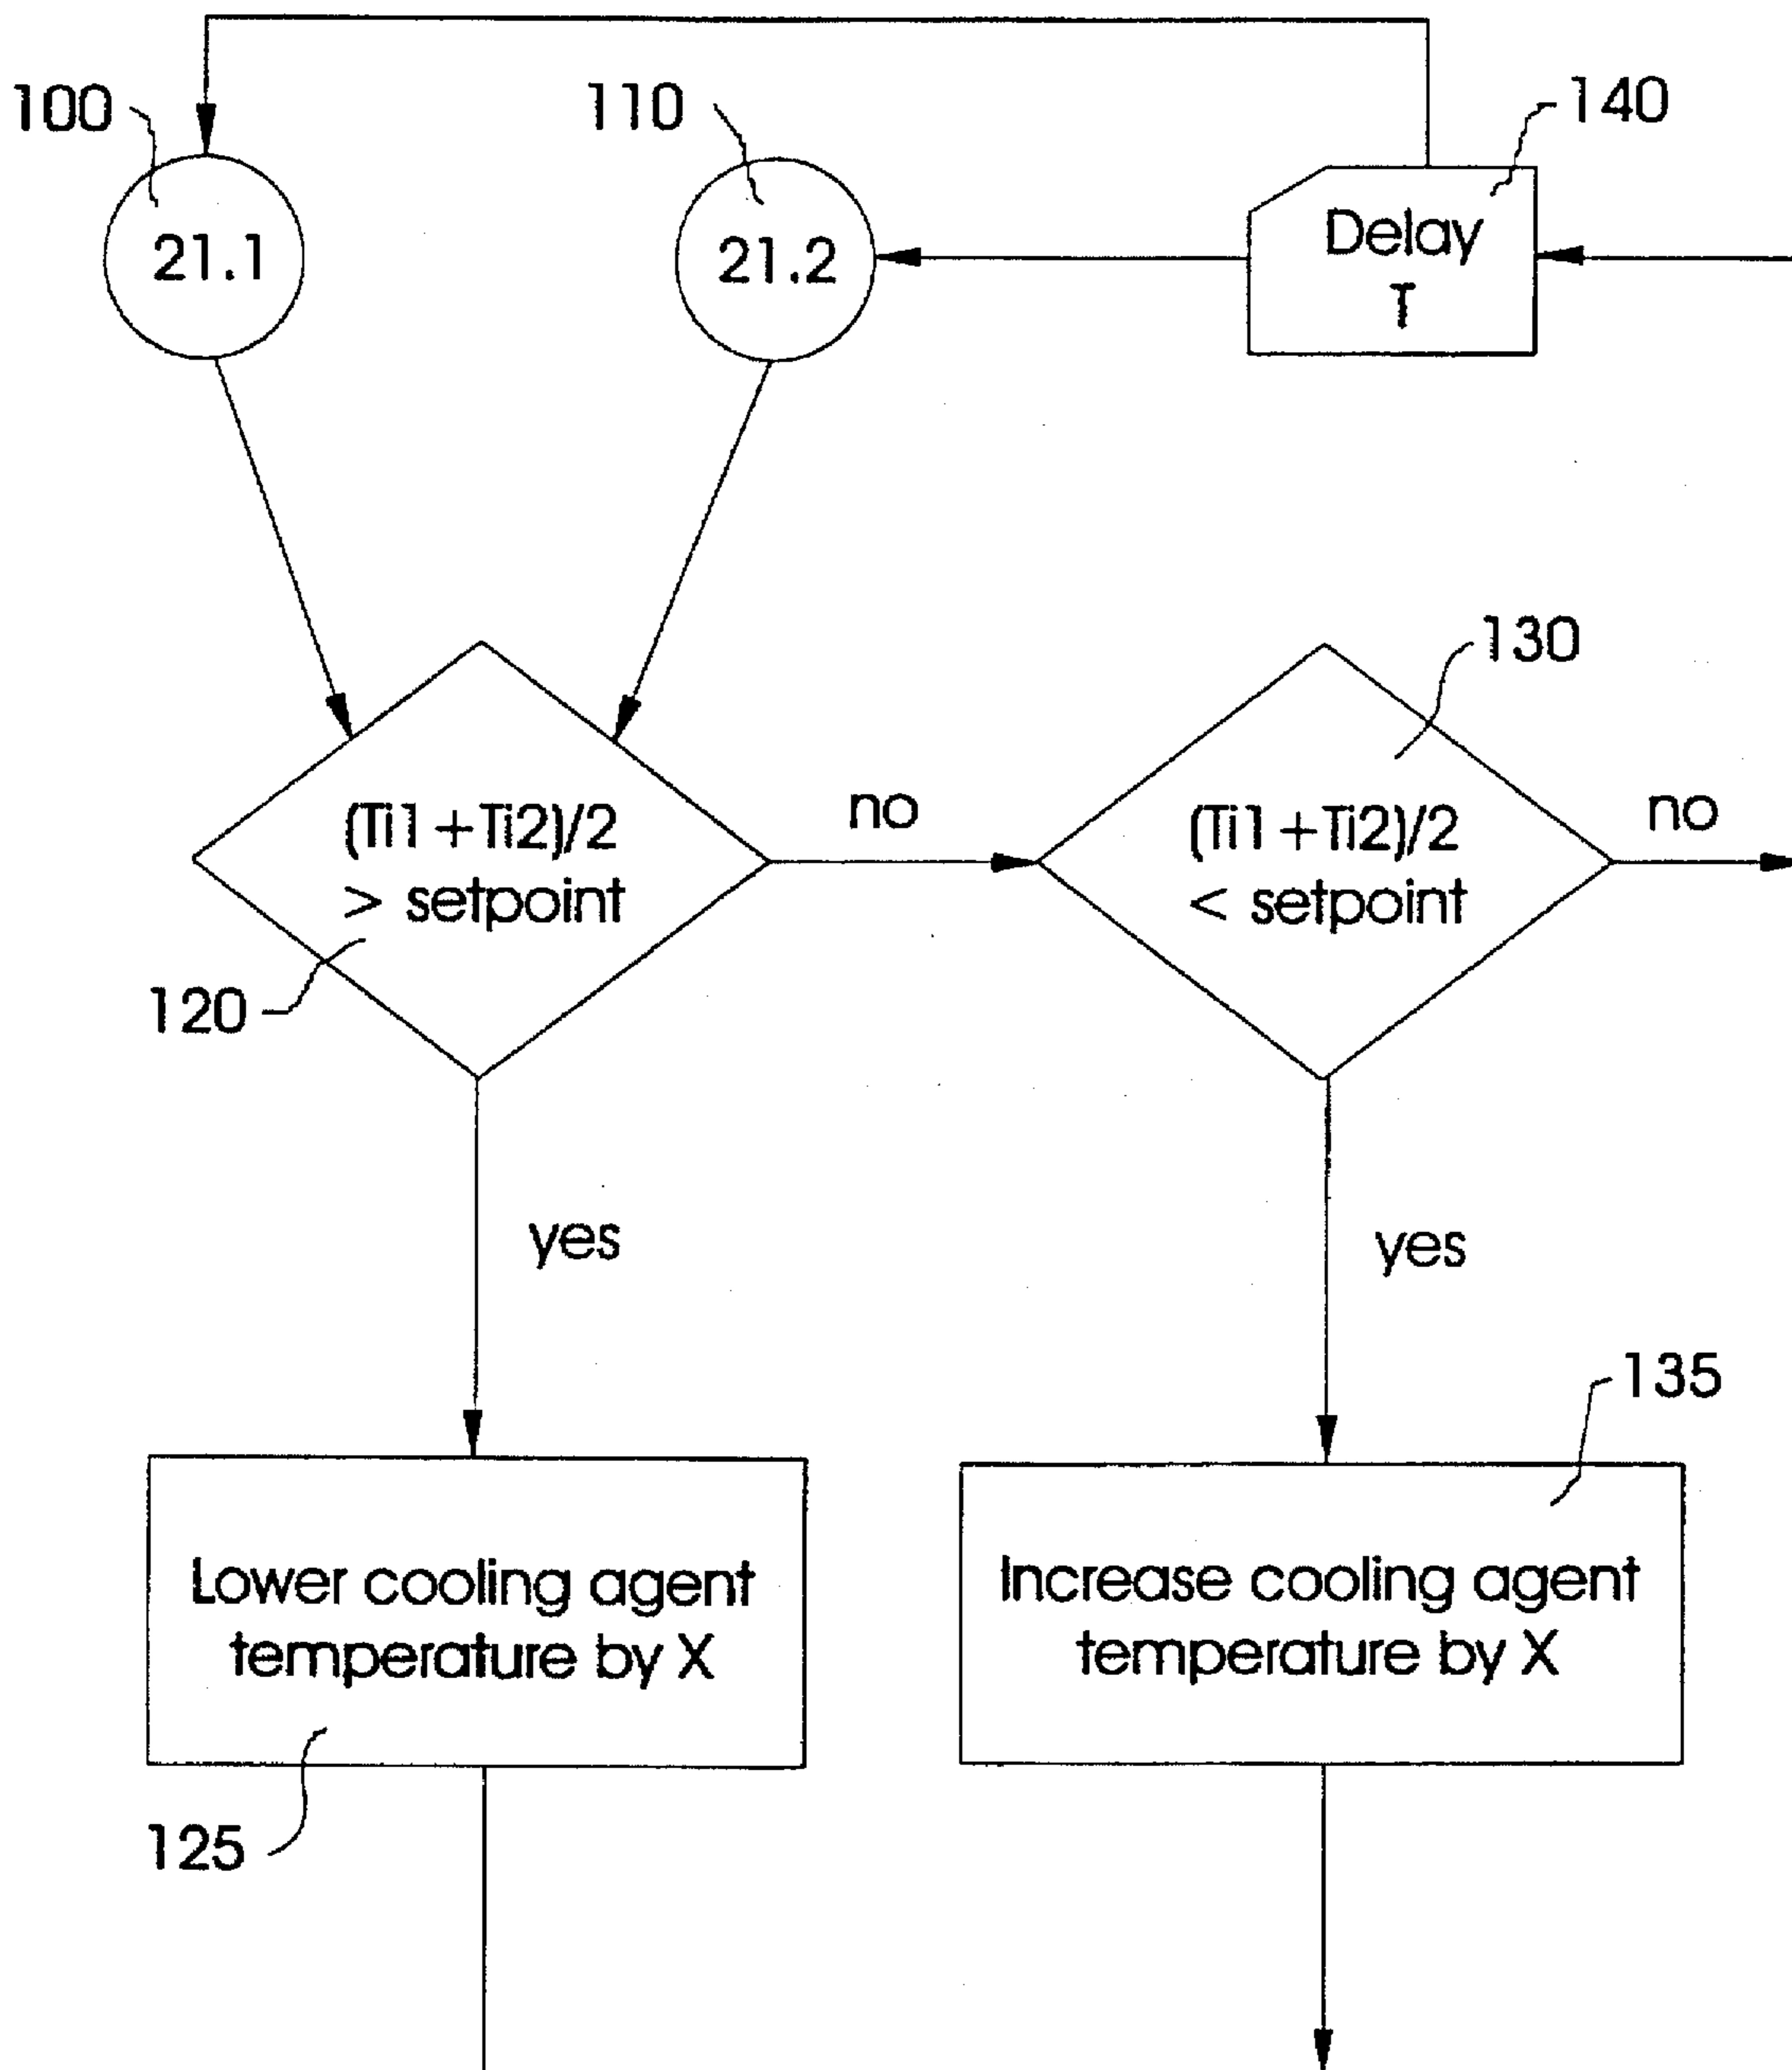 100
110
140
21.1
21.2
Delay
T
130
(Ti1+Ti2)/2
> setpoint
no
(Ti1+Ti2)/2
< setpoint
no
120
yes
yes
135
Lower cooling agent
temperature by X
Increase cooling agent
temperature by X
125